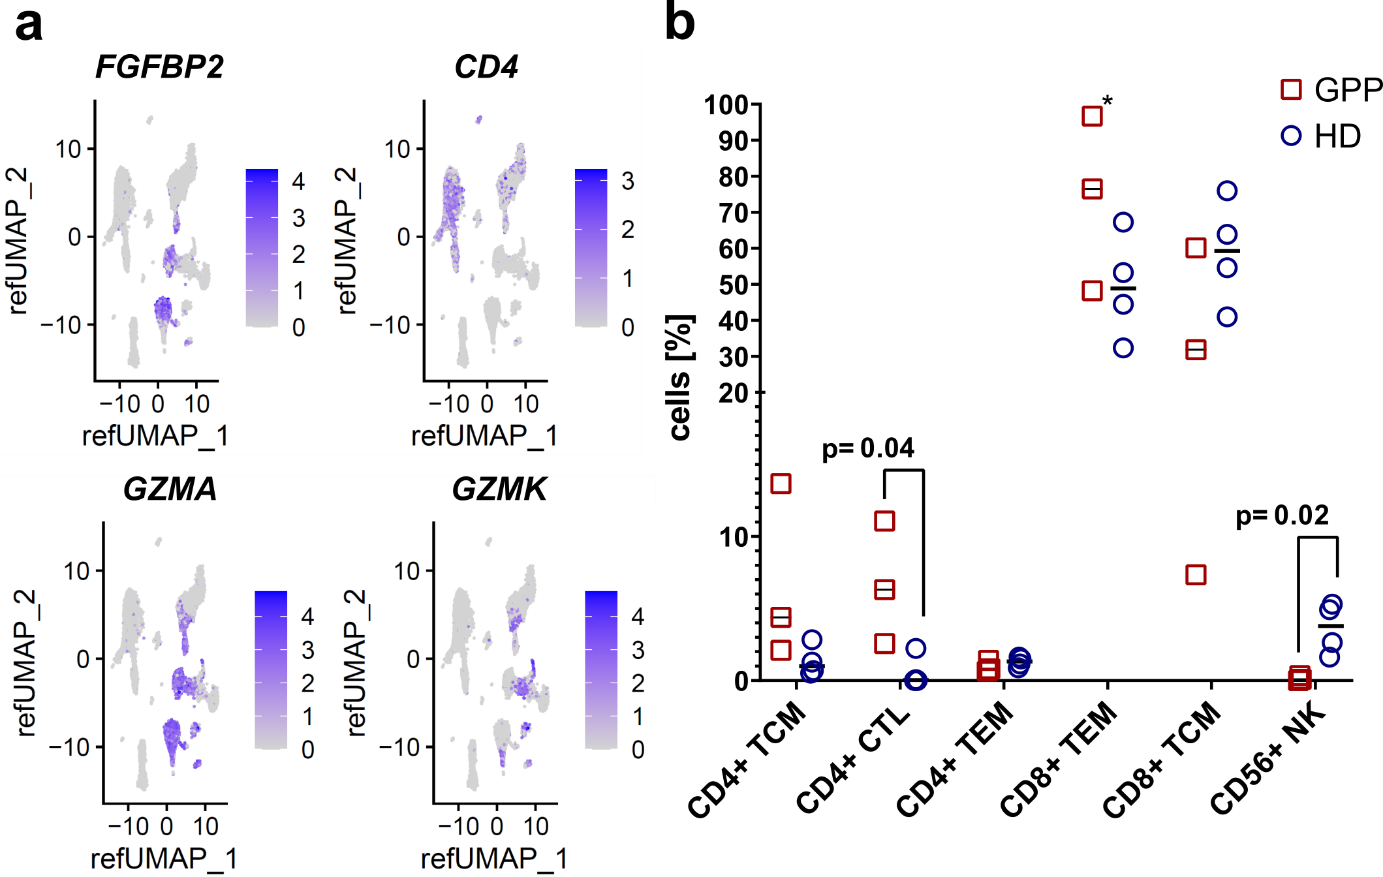 a
FGFBP2
refUMAP_2
10
0
−10
−10 0 10
refUMAP_1
4
3
2
1
0
CD4
refUMAP_2
10
0
−10
−10 0 10
refUMAP_1
3
2
1
0
GZMA
refUMAP_2
10
0
−10
−10 0 10
refUMAP_1
4
3
2
1
0
GZMK
refUMAP_2
10
0
−10
−10 0 10
refUMAP_1
4
3
2
1
0
b
GPP
HD
cells [%]
100
90
80
70
60
50
40
30
20
10
0
*
p= 0.04
p= 0.02
CD4+ TCM
CD4+ CTL
CD4+ TEM
CD8+ TEM
CD8+ TCM
CD56+ NK